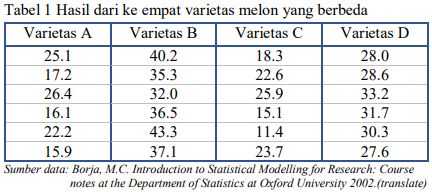 Tabel 1 Hasil dari ke empat varietas melon yang berbeda
Varietas A Varietas B Varietas C Varietas D
25.1 40.2 18.3 28.0
17.2 35.3 22.6 28.6
26.4 32.0 25.9 33.2
16.1 36.5 15.1 31.7
22.2 43.3 11.4 30.3
15.9 37.1 23.7 27.6
Sumber data: Borja, M.C. Introduction to Statistical Modelling for Research: Course
notes at the Department of Statistics at Oxford University 2002.(translate)